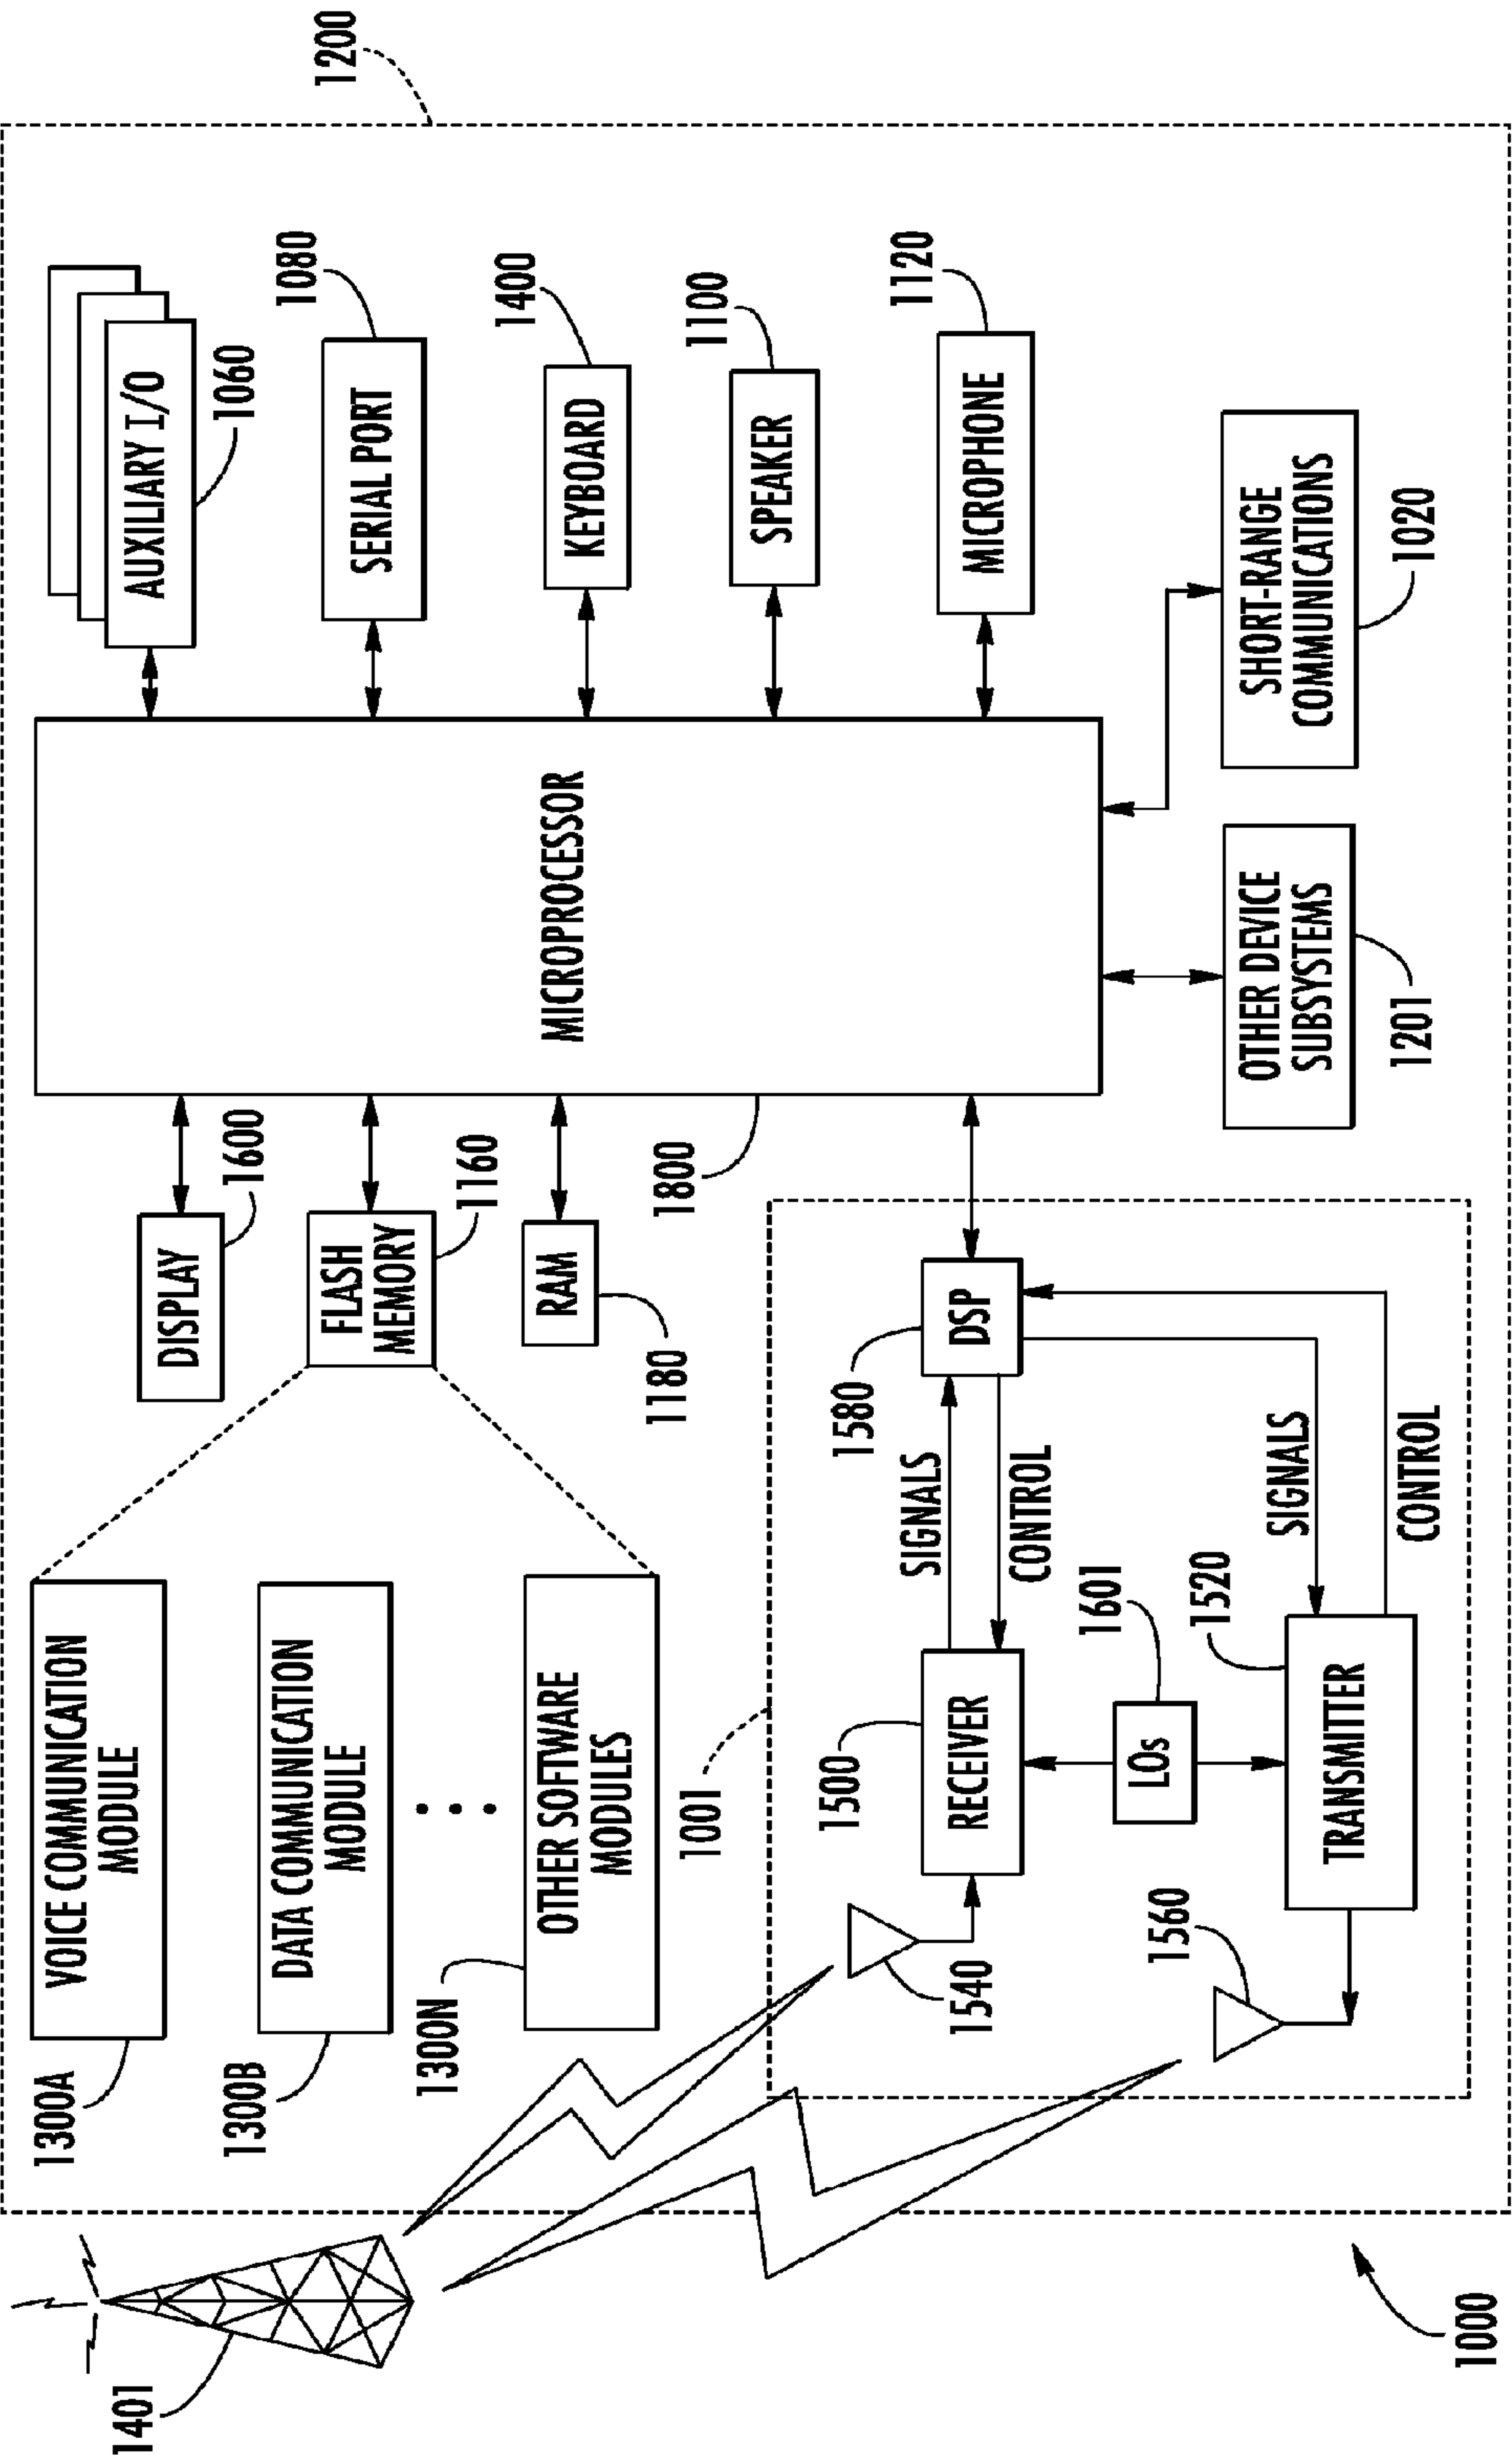 1401
1300A
VOICE COMMUNICATION
MODULE
1300B
DATA COMMUNICATION
MODULE
1300N
OTHER SOFTWARE
MODULES
DISPLAY
1600
FLASH
MEMORY
1160
RAM
1180
1800
MICROPROCESSOR
AUXILIARY I/O
1060
SERIAL PORT
1080
KEYBOARD
1400
SPEAKER
1100
MICROPHONE
1120
1200
1001
1540
1500
RECEIVER
SIGNALS
CONTROL
1580
DSP
LOs
1601
1560
TRANSMITTER
1520
SIGNALS
CONTROL
OTHER DEVICE
SUBSYSTEMS
1201
SHORT-RANGE
COMMUNICATIONS
1020
1000